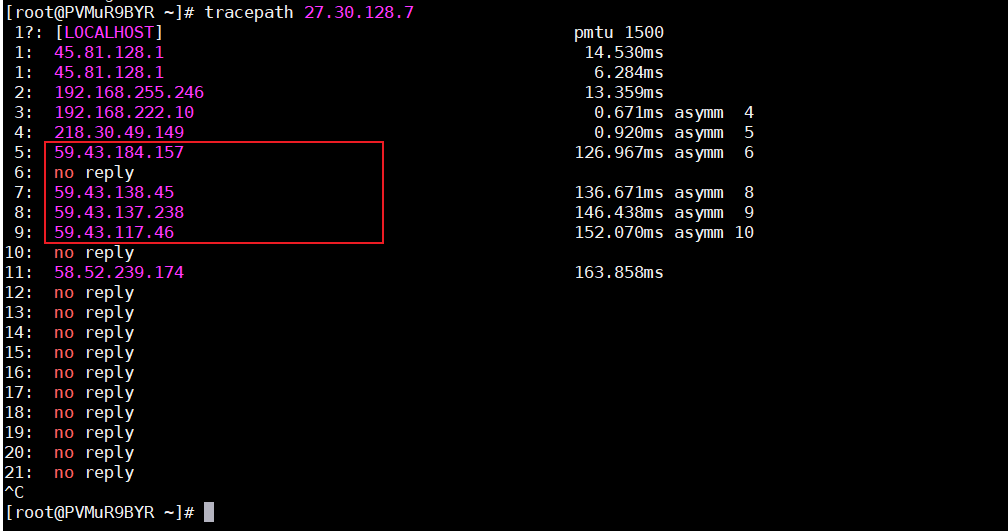 [root@PVMuR9BYR ~]# tracepath 27.30.128.7
1?: [LOCALHOST] pmtu 1500
1: 45.81.128.1 14.530ms
1: 45.81.128.1 6.284ms
2: 192.168.255.246 13.359ms
3: 192.168.222.10 0.671ms asymm 4
4: 218.30.49.149 0.920ms asymm 5
5: 59.43.184.157 126.967ms asymm 6
6: no reply
7: 59.43.138.45 136.671ms asymm 8
8: 59.43.137.238 146.438ms asymm 9
9: 59.43.117.46 152.070ms asymm 10
10: no reply
11: 58.52.239.174 163.858ms
12: no reply
13: no reply
14: no reply
15: no reply
16: no reply
17: no reply
18: no reply
19: no reply
20: no reply
21: no reply
^C
[root@PVMuR9BYR ~]#